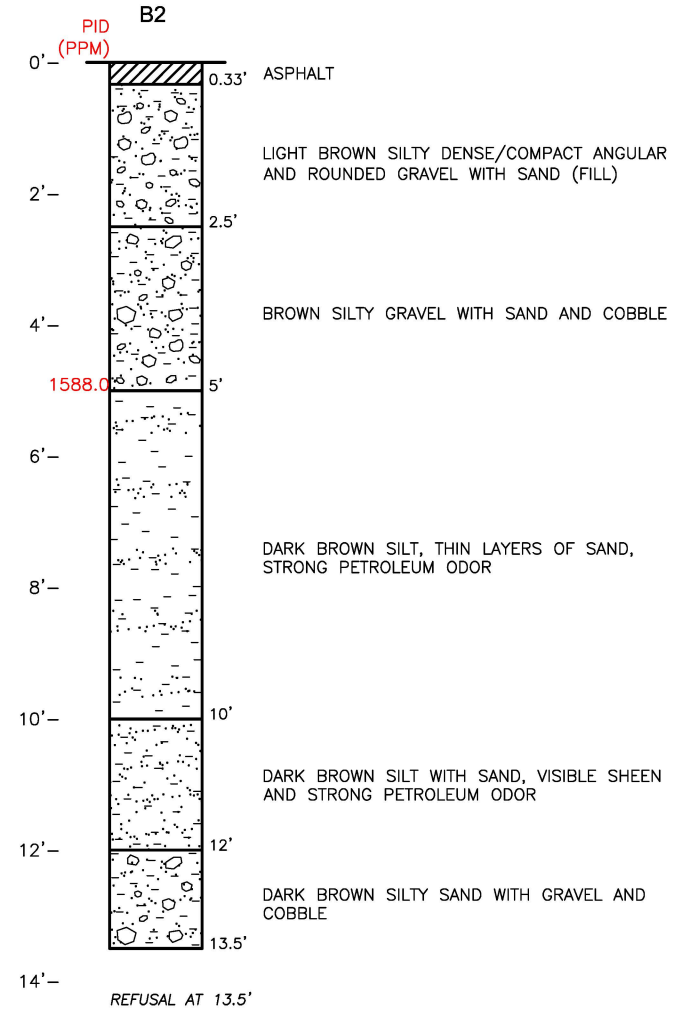 B2
PID
(PPM)
0'–
0.33'
ASPHALT
LIGHT BROWN SILTY DENSE/COMPACT ANGULAR
AND ROUNDED GRAVEL WITH SAND (FILL)
2'–
2.5'
BROWN SILTY GRAVEL WITH SAND AND COBBLE
4'–
1588.0
5'
6'–
DARK BROWN SILT, THIN LAYERS OF SAND,
STRONG PETROLEUM ODOR
8'–
10'–
10'
DARK BROWN SILT WITH SAND, VISIBLE SHEEN
AND STRONG PETROLEUM ODOR
12'–
12'
DARK BROWN SILTY SAND WITH GRAVEL AND
COBBLE
13.5'
14'–
REFUSAL AT 13.5'